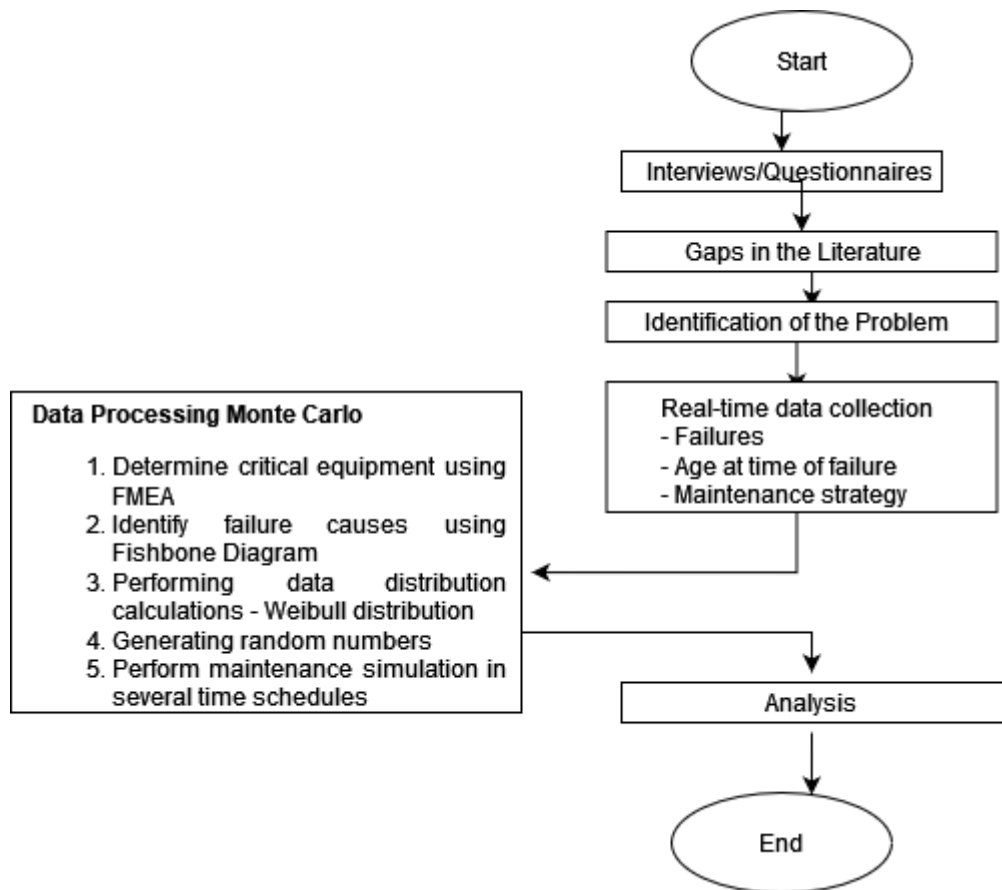 Start
Interviews/Questionnaires
Gaps in the Literature
Identification of the Problem
Real-time data collection
- Failures
- Age at time of failure
- Maintenance strategy
Data Processing Monte Carlo
1. Determine critical equipment using
FMEA
2. Identify failure causes using
Fishbone Diagram
3. Performing data distribution
calculations - Weibull distribution
4. Generating random numbers
5. Perform maintenance simulation in
several time schedules
Analysis
End